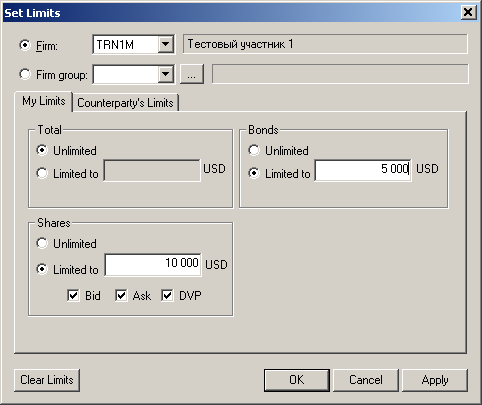 Set Limits
Firm: TRN1M Тестовый участник 1
Firm group: ...
My Limits Counterparty's Limits
Total Bonds
Unlimited Unlimited
Limited to USD Limited to 5 000 USD
Shares
Unlimited
Limited to 10 000 USD
Bid Ask DVP
Clear Limits OK Cancel Apply